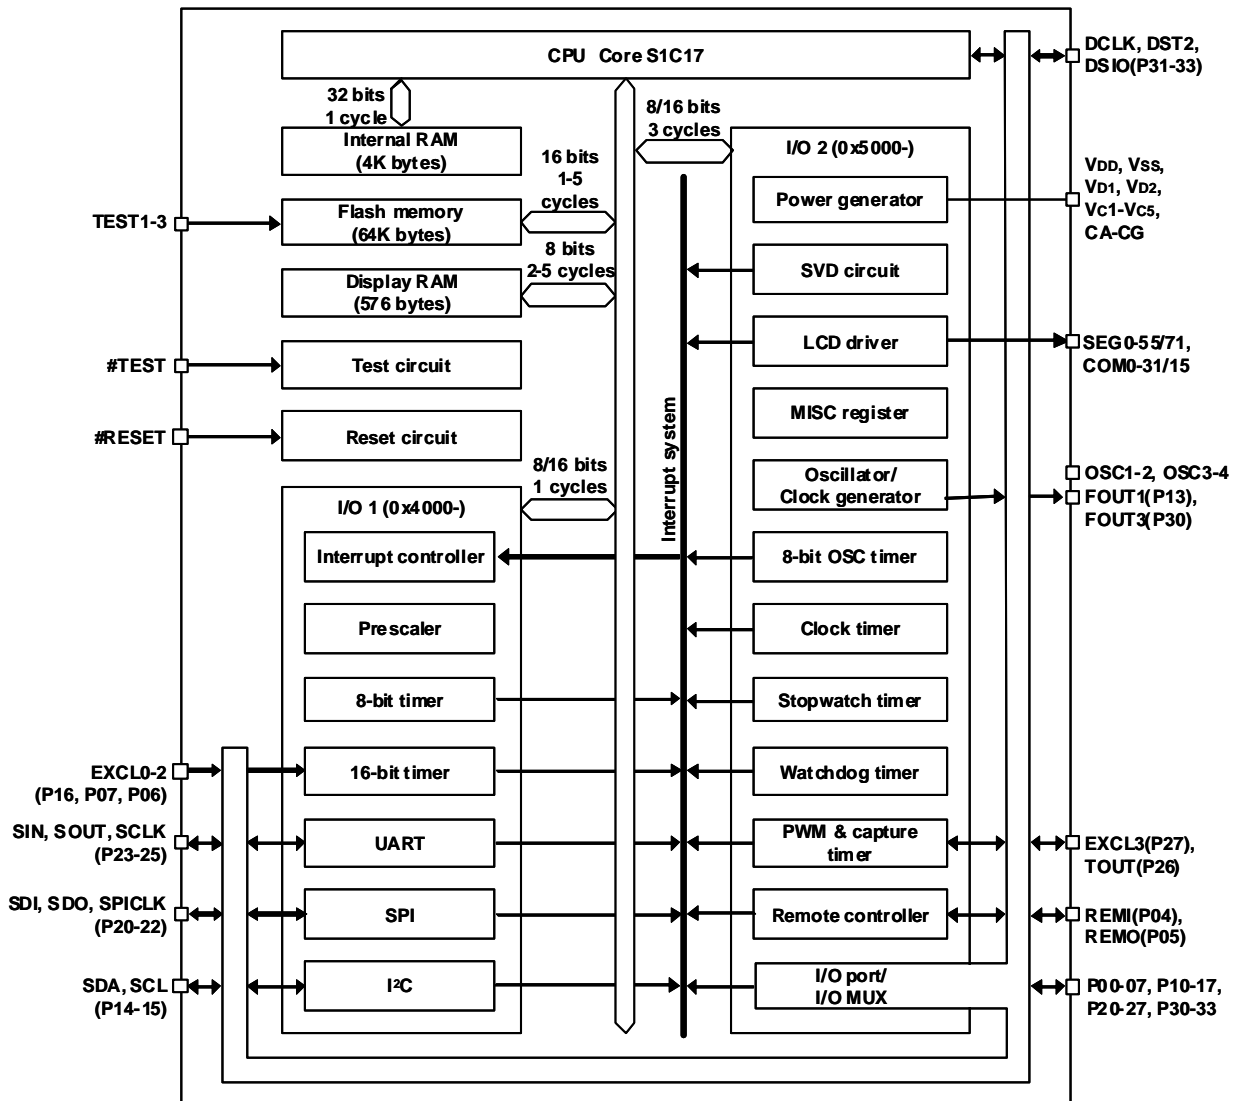 CPU Core S1C17
DCLK, DST2,
DSIO(P31-33)
32 bits
1 cycle
8/16 bits
3 cycles
Internal RAM
(4K bytes)
16 bits
1-5
cycles
I/O 2 (0x5000-)
VDD, VSS,
VD1, VD2,
VC1-VC5,
CA-CG
Power generator
TEST1-3
Flash memory
(64K bytes)
8 bits
2-5 cycles
SVD circuit
Display RAM
(576 bytes)
LCD driver
SEG0-55/71,
COM0-31/15
#TEST
Test circuit
MISC register
#RESET
Reset circuit
Interrupt system
8/16 bits
1 cycles
Oscillator/
Clock generator
OSC1-2, OSC3-4
FOUT1(P13),
FOUT3(P30)
I/O 1 (0x4000-)
Interrupt controller
8-bit OSC timer
Prescaler
Clock timer
8-bit timer
Stopwatch timer
EXCL0-2
(P16, P07, P06)
16-bit timer
Watchdog timer
SIN, SOUT, SCLK
(P23-25)
UART
PWM & capture
timer
EXCL3(P27),
TOUT(P26)
SDI, SDO, SPICLK
(P20-22)
SPI
Remote controller
REMI(P04),
REMO(P05)
SDA, SCL
(P14-15)
I²C
I/O port/
I/O MUX
P00-07, P10-17,
P20-27, P30-33